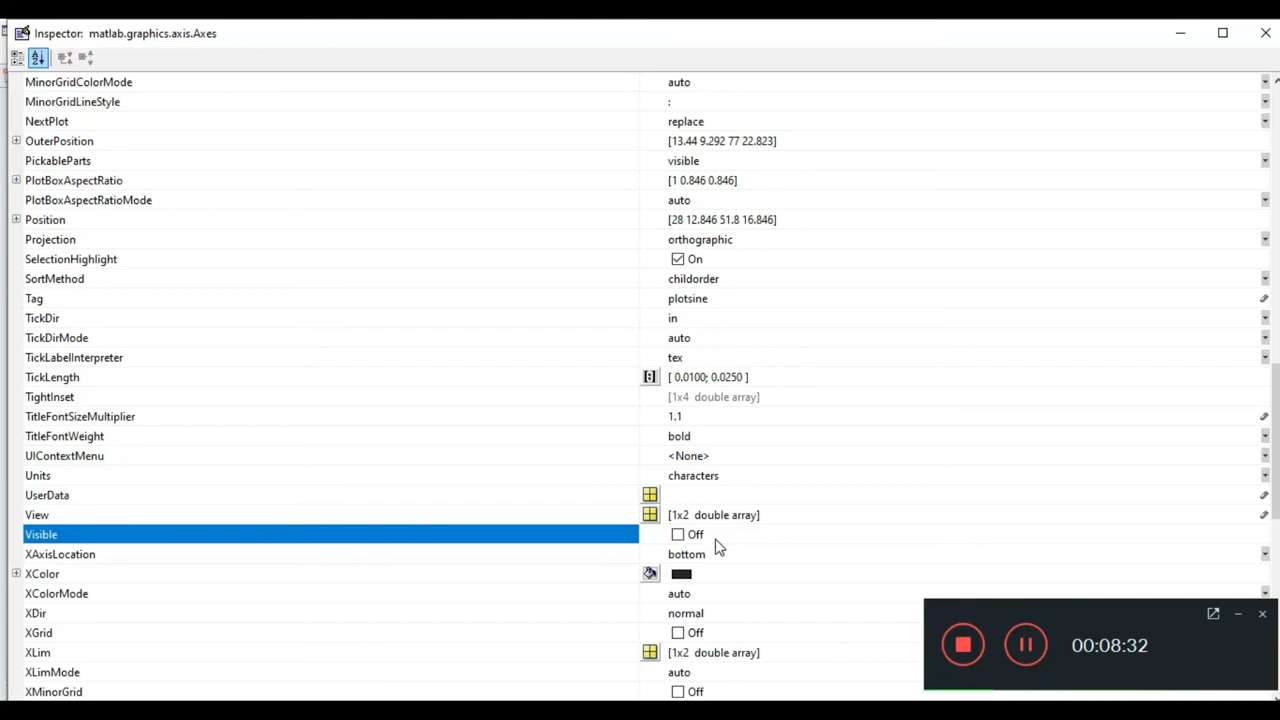 Inspector: matlab.graphics.axis.Axes
MinorGridColorMode auto
MinorGridLineStyle :
NextPlot replace
OuterPosition [13.44 9.292 77 22.823]
PickableParts visible
PlotBoxAspectRatio [1 0.846 0.846]
PlotBoxAspectRatioMode auto
Position [28 12.846 51.8 16.846]
Projection orthographic
SelectionHighlight On
SortMethod childorder
Tag plotsine
TickDir in
TickDirMode auto
TickLabelInterpreter tex
TickLength [ 0.0100; 0.0250 ]
TightInset [1x4 double array]
TitleFontSizeMultiplier 1.1
TitleFontWeight bold
UIContextMenu <None>
Units characters
UserData
View [1x2 double array]
Visible Off
XAxisLocation bottom
XColor
XColorMode auto
XDir normal
XGrid Off
XLim [1x2 double array]
XLimMode auto
XMinorGrid Off
00:08:32